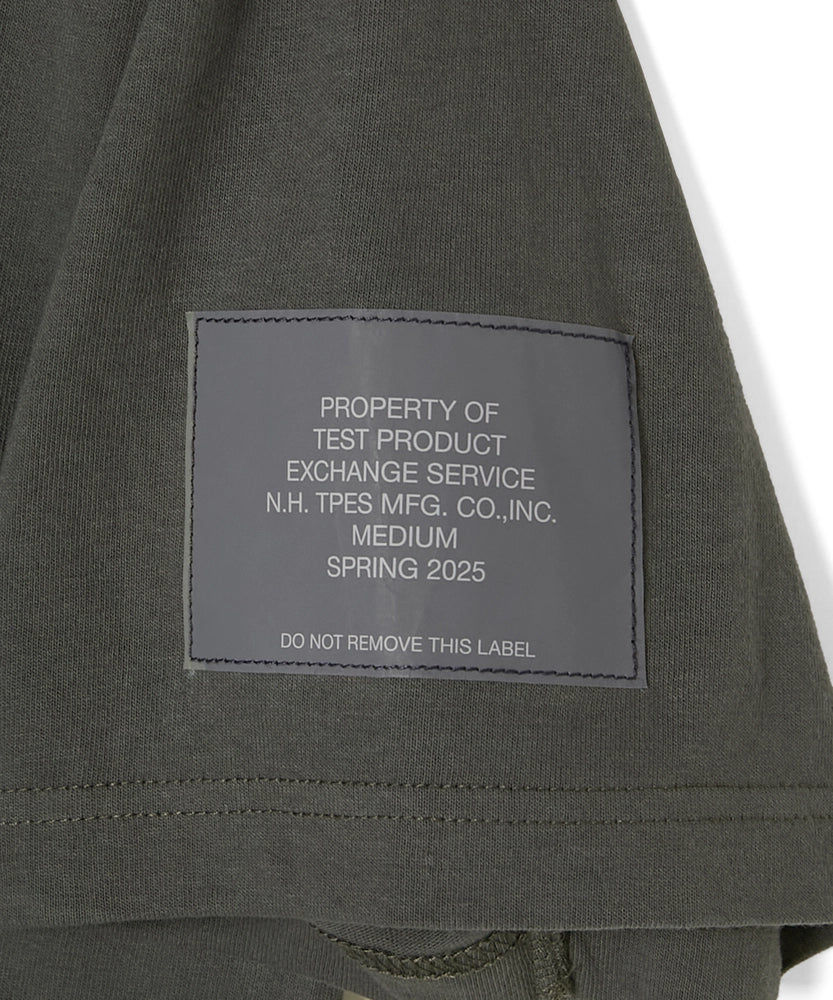 PROPERTY OF
TEST PRODUCT
EXCHANGE SERVICE
N.H. TPES MFG. CO.,INC.
MEDIUM
SPRING 2025
DO NOT REMOVE THIS LABEL